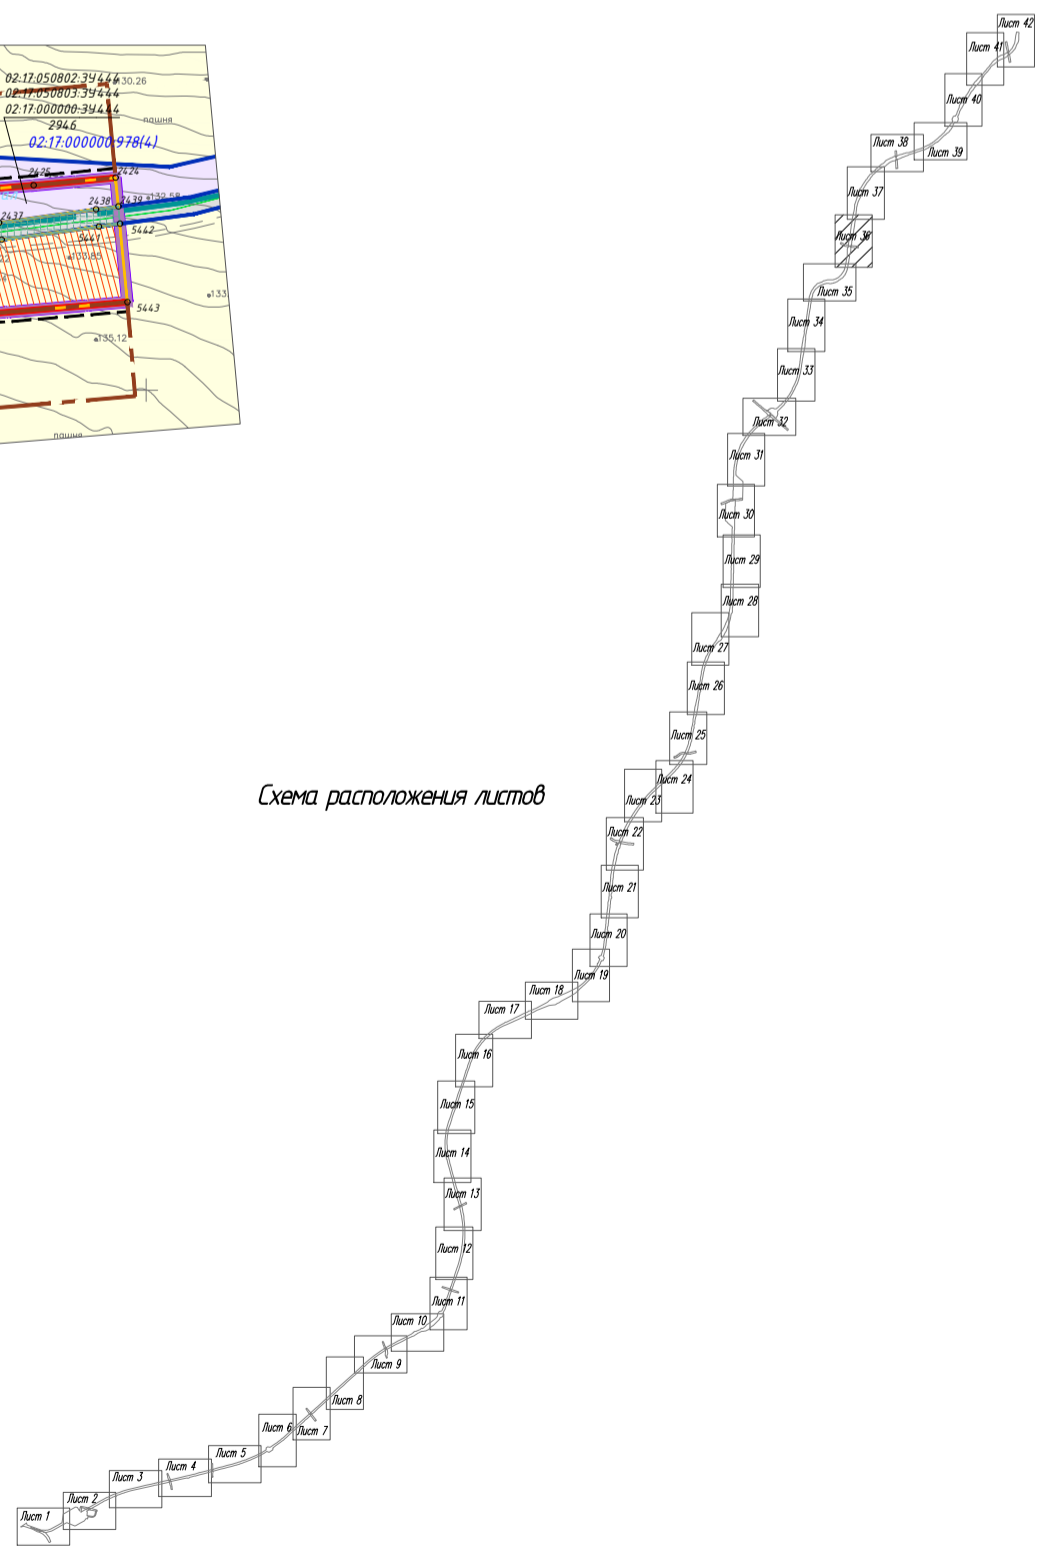 02:17:050802:ЗУ444
02:17:050803:ЗУ444
02:17:000000:ЗУ444
2946
02:17:000000:978(4)
130.26
пашня
2425
2424
132.58
2438
2439
2437
5441
5442
133.85
133
5443
135.12
пашня
Схема расположения листов
Лист 42
Лист 41
Лист 40
Лист 39
Лист 38
Лист 37
Лист 36
Лист 35
Лист 34
Лист 33
Лист 32
Лист 31
Лист 30
Лист 29
Лист 28
Лист 27
Лист 26
Лист 25
Лист 24
Лист 23
Лист 22
Лист 21
Лист 20
Лист 19
Лист 18
Лист 17
Лист 16
Лист 15
Лист 14
Лист 13
Лист 12
Лист 11
Лист 10
Лист 9
Лист 8
Лист 7
Лист 6
Лист 5
Лист 4
Лист 3
Лист 2
Лист 1